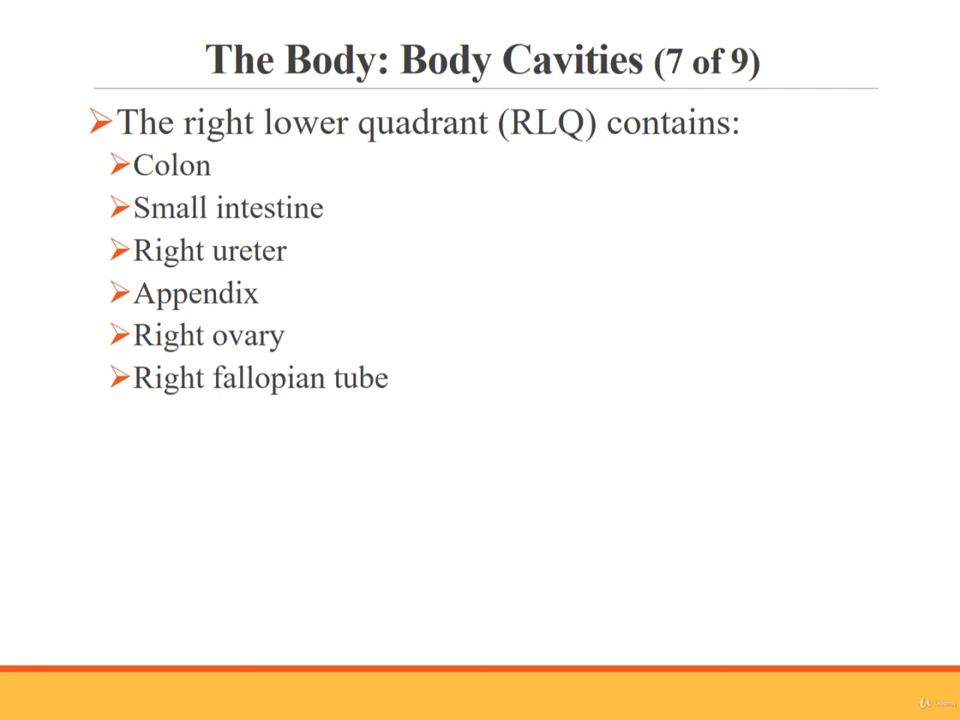 The Body: Body Cavities (7 of 9)
The right lower quadrant (RLQ) contains:
Colon
Small intestine
Right ureter
Appendix
Right ovary
Right fallopian tube
Udemy